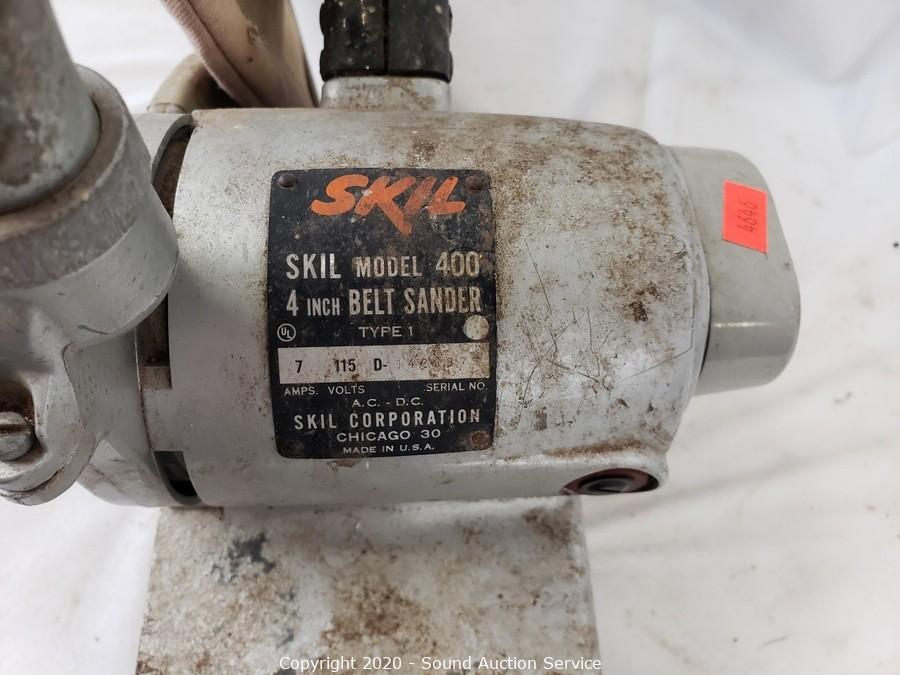 SKIL
SKIL MODEL 400
4 INCH BELT SANDER
UL TYPE 1
7 115 D-
AMPS. VOLTS SERIAL NO.
A.C. - D.C.
SKIL CORPORATION
CHICAGO 30
MADE IN U.S.A.
4646
Copyright 2020 - Sound Auction Service